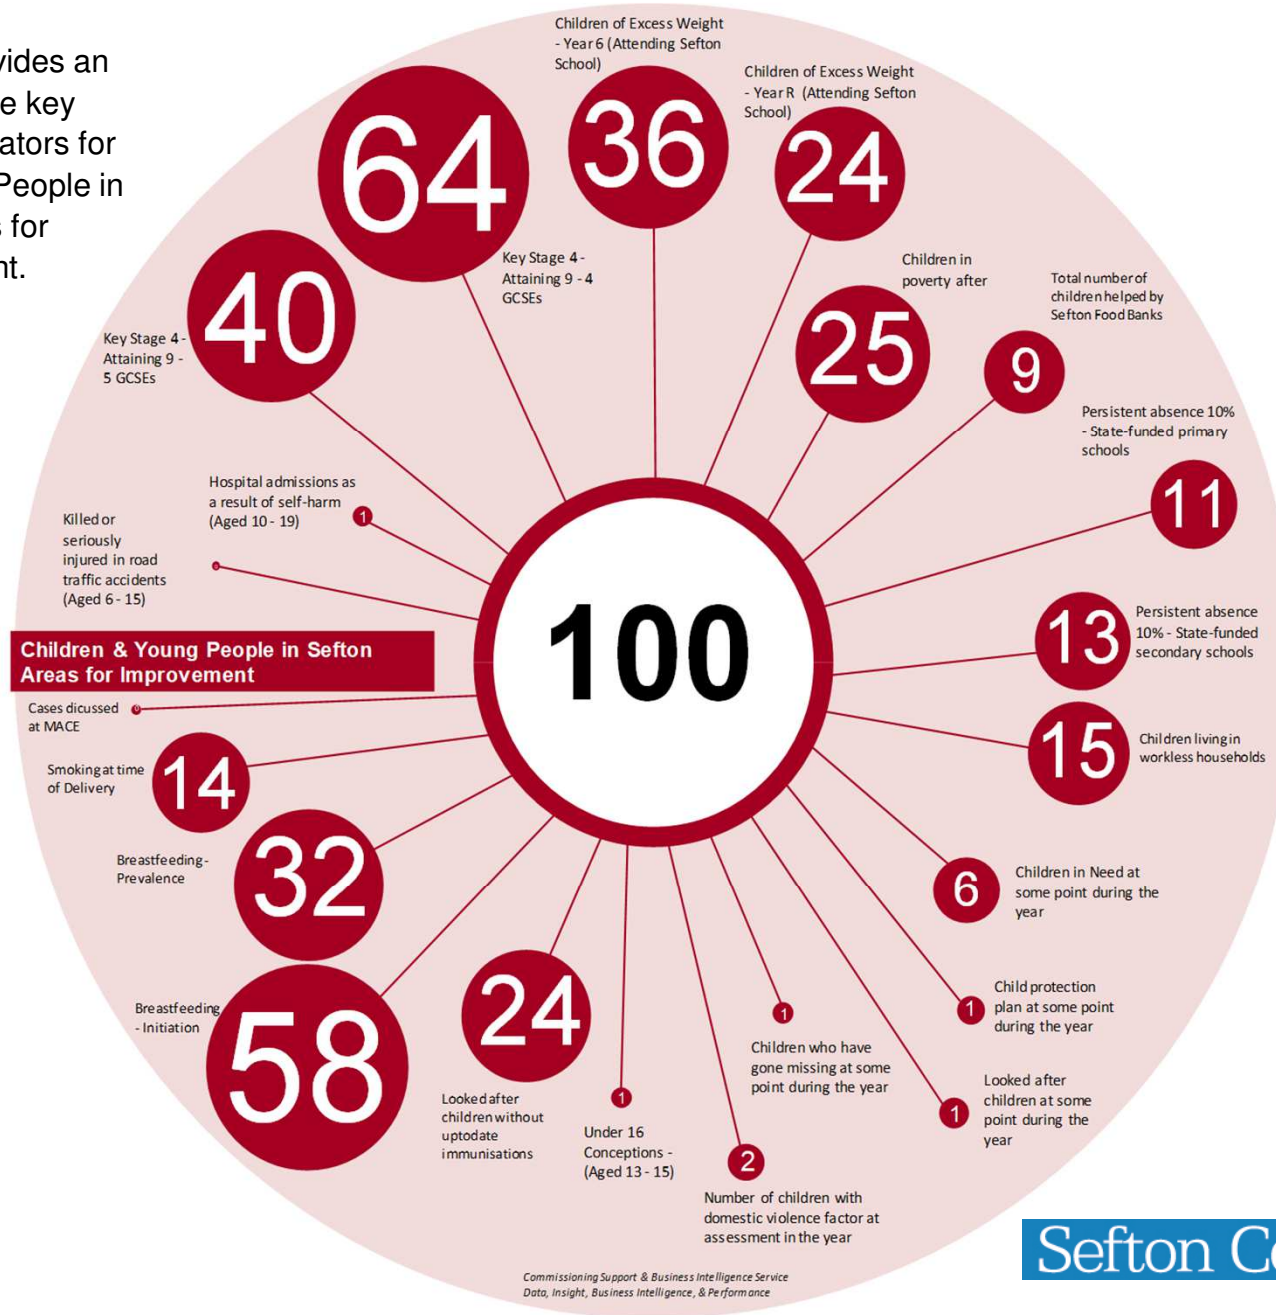 vides an
e key
ators for
People in
s for
nt.
Children of Excess Weight
- Year 6 (Attending Sefton
School)
36
Children of Excess Weight
- Year R (Attending Sefton
School)
24
64
Key Stage 4 -
Attaining 9 - 4
GCSEs
40
Key Stage 4 -
Attaining 9 -
5 GCSEs
Children in
poverty after
25
Total number of
children helped by
Sefton Food Banks
9
Persistent absence 10%
- State-funded primary
schools
11
Hospital admissions as
a result of self-harm
(Aged 10 - 19)
1
Killed or
seriously
injured in road
traffic accidents
(Aged 6 - 15)
0
100
13
Persistent absence
10% - State-funded
secondary schools
Children & Young People in Sefton
Areas for Improvement
Cases dicussed
at MACE
0
15
Children living in
workless households
Smoking at time
of Delivery
14
Breastfeeding -
Prevalence
32
6
Children in Need at
some point during the
year
Breastfeeding
- Initiation
58
24
Looked after
children without
uptodate
immunisations
1
Under 16
Conceptions -
(Aged 13 - 15)
2
Number of children with
domestic violence factor at
assessment in the year
1
Children who have
gone missing at some
point during the year
1
Child protection
plan at some point
during the year
1
Looked after
children at some
point during the
year
Commissioning Support & Business Intelligence Service
Data, Insight, Business Intelligence, & Performance
Sefton Co